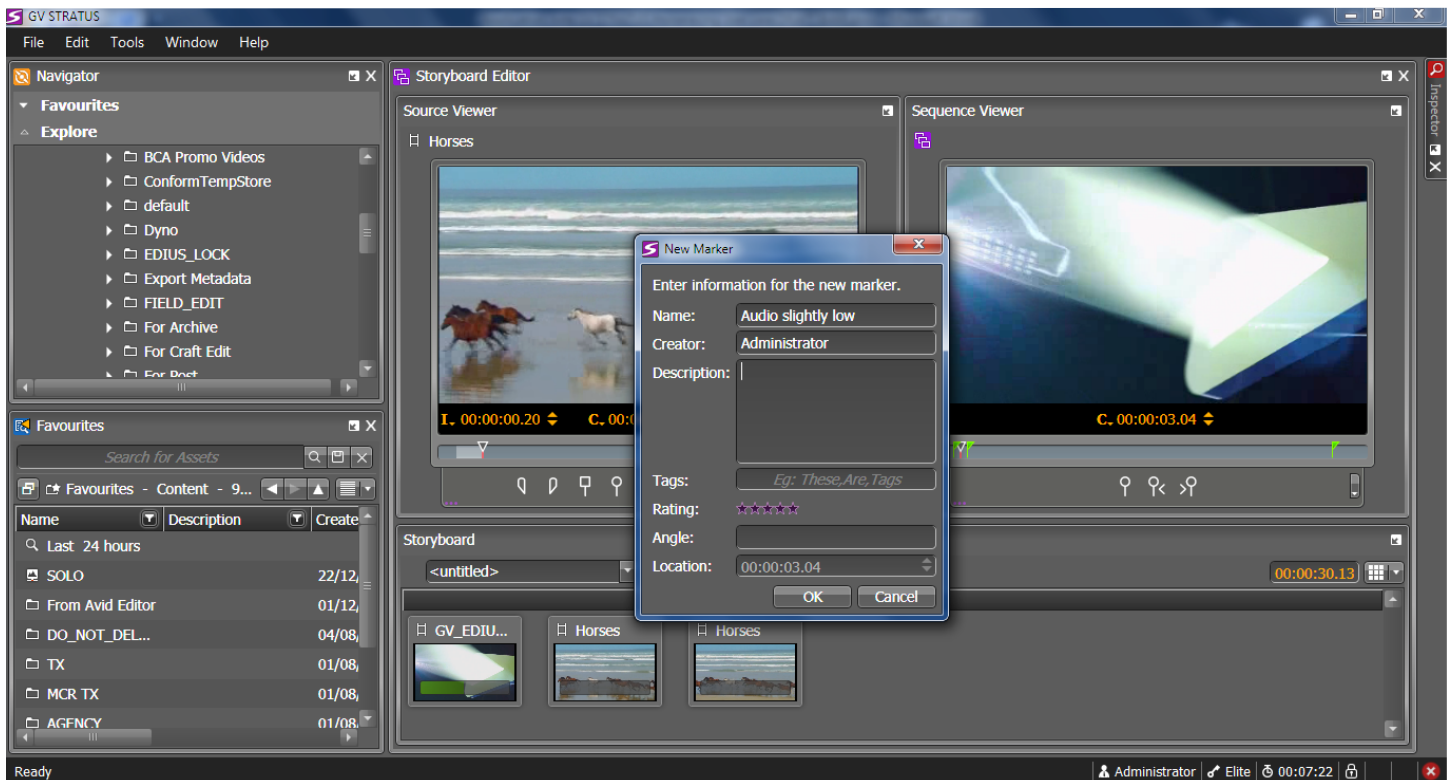 GV STRATUS
File Edit Tools Window Help
Navigator
Favourites
Explore
BCA Promo Videos
ConformTempStore
default
Dyno
EDIUS_LOCK
Export Metadata
FIELD_EDIT
For Archive
For Craft Edit
For Post
Favourites
Search for Assets
Favourites - Content - 9...
Name Description Create
Last 24 hours
SOLO 22/12/
From Avid Editor 01/12/
DO_NOT_DEL... 04/08/
TX 01/08/
MCR TX 01/08/
AGENCY 01/08/
Storyboard Editor
Source Viewer
Horses
I. 00:00:00.20 C. 00:0
Sequence Viewer
C. 00:00:03.04
New Marker
Enter information for the new marker.
Name: Audio slightly low
Creator: Administrator
Description:
Tags: Eg: These,Are,Tags
Rating:
Angle:
Location: 00:00:03.04
OK Cancel
Storyboard
<untitled> 00:00:30.13
GV_EDIU... Horses Horses
Inspector
Ready Administrator Elite 00:07:22